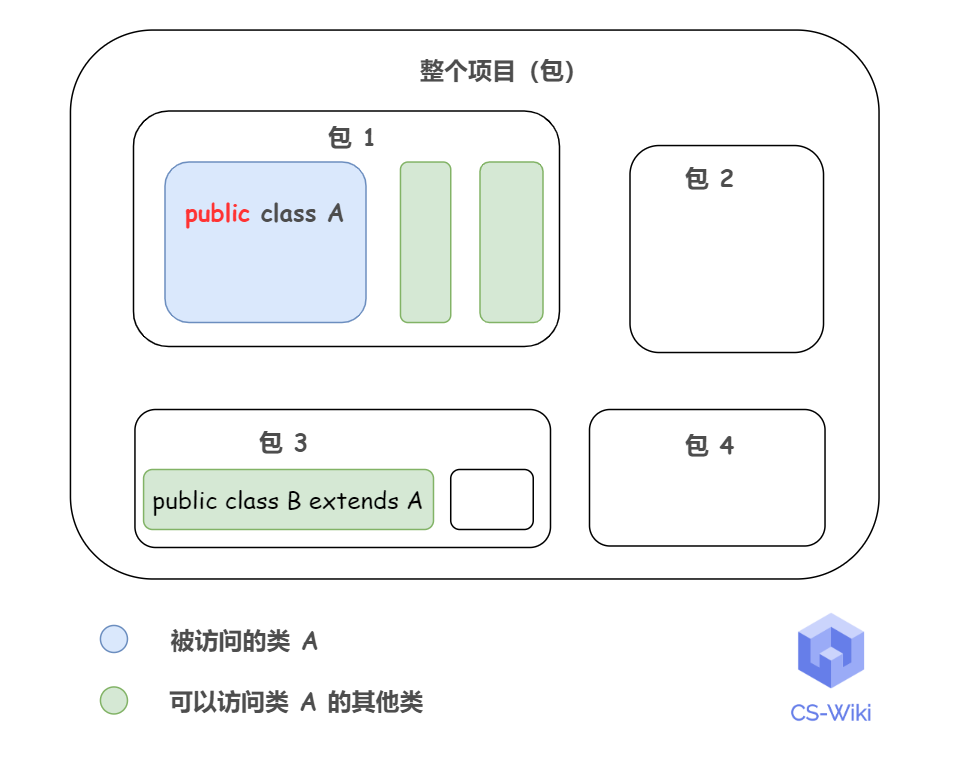 整个项目（包）
包 1
public class A
包 2
包 3
public class B extends A
包 4
被访问的类 A
可以访问类 A 的其他类
CS-Wiki